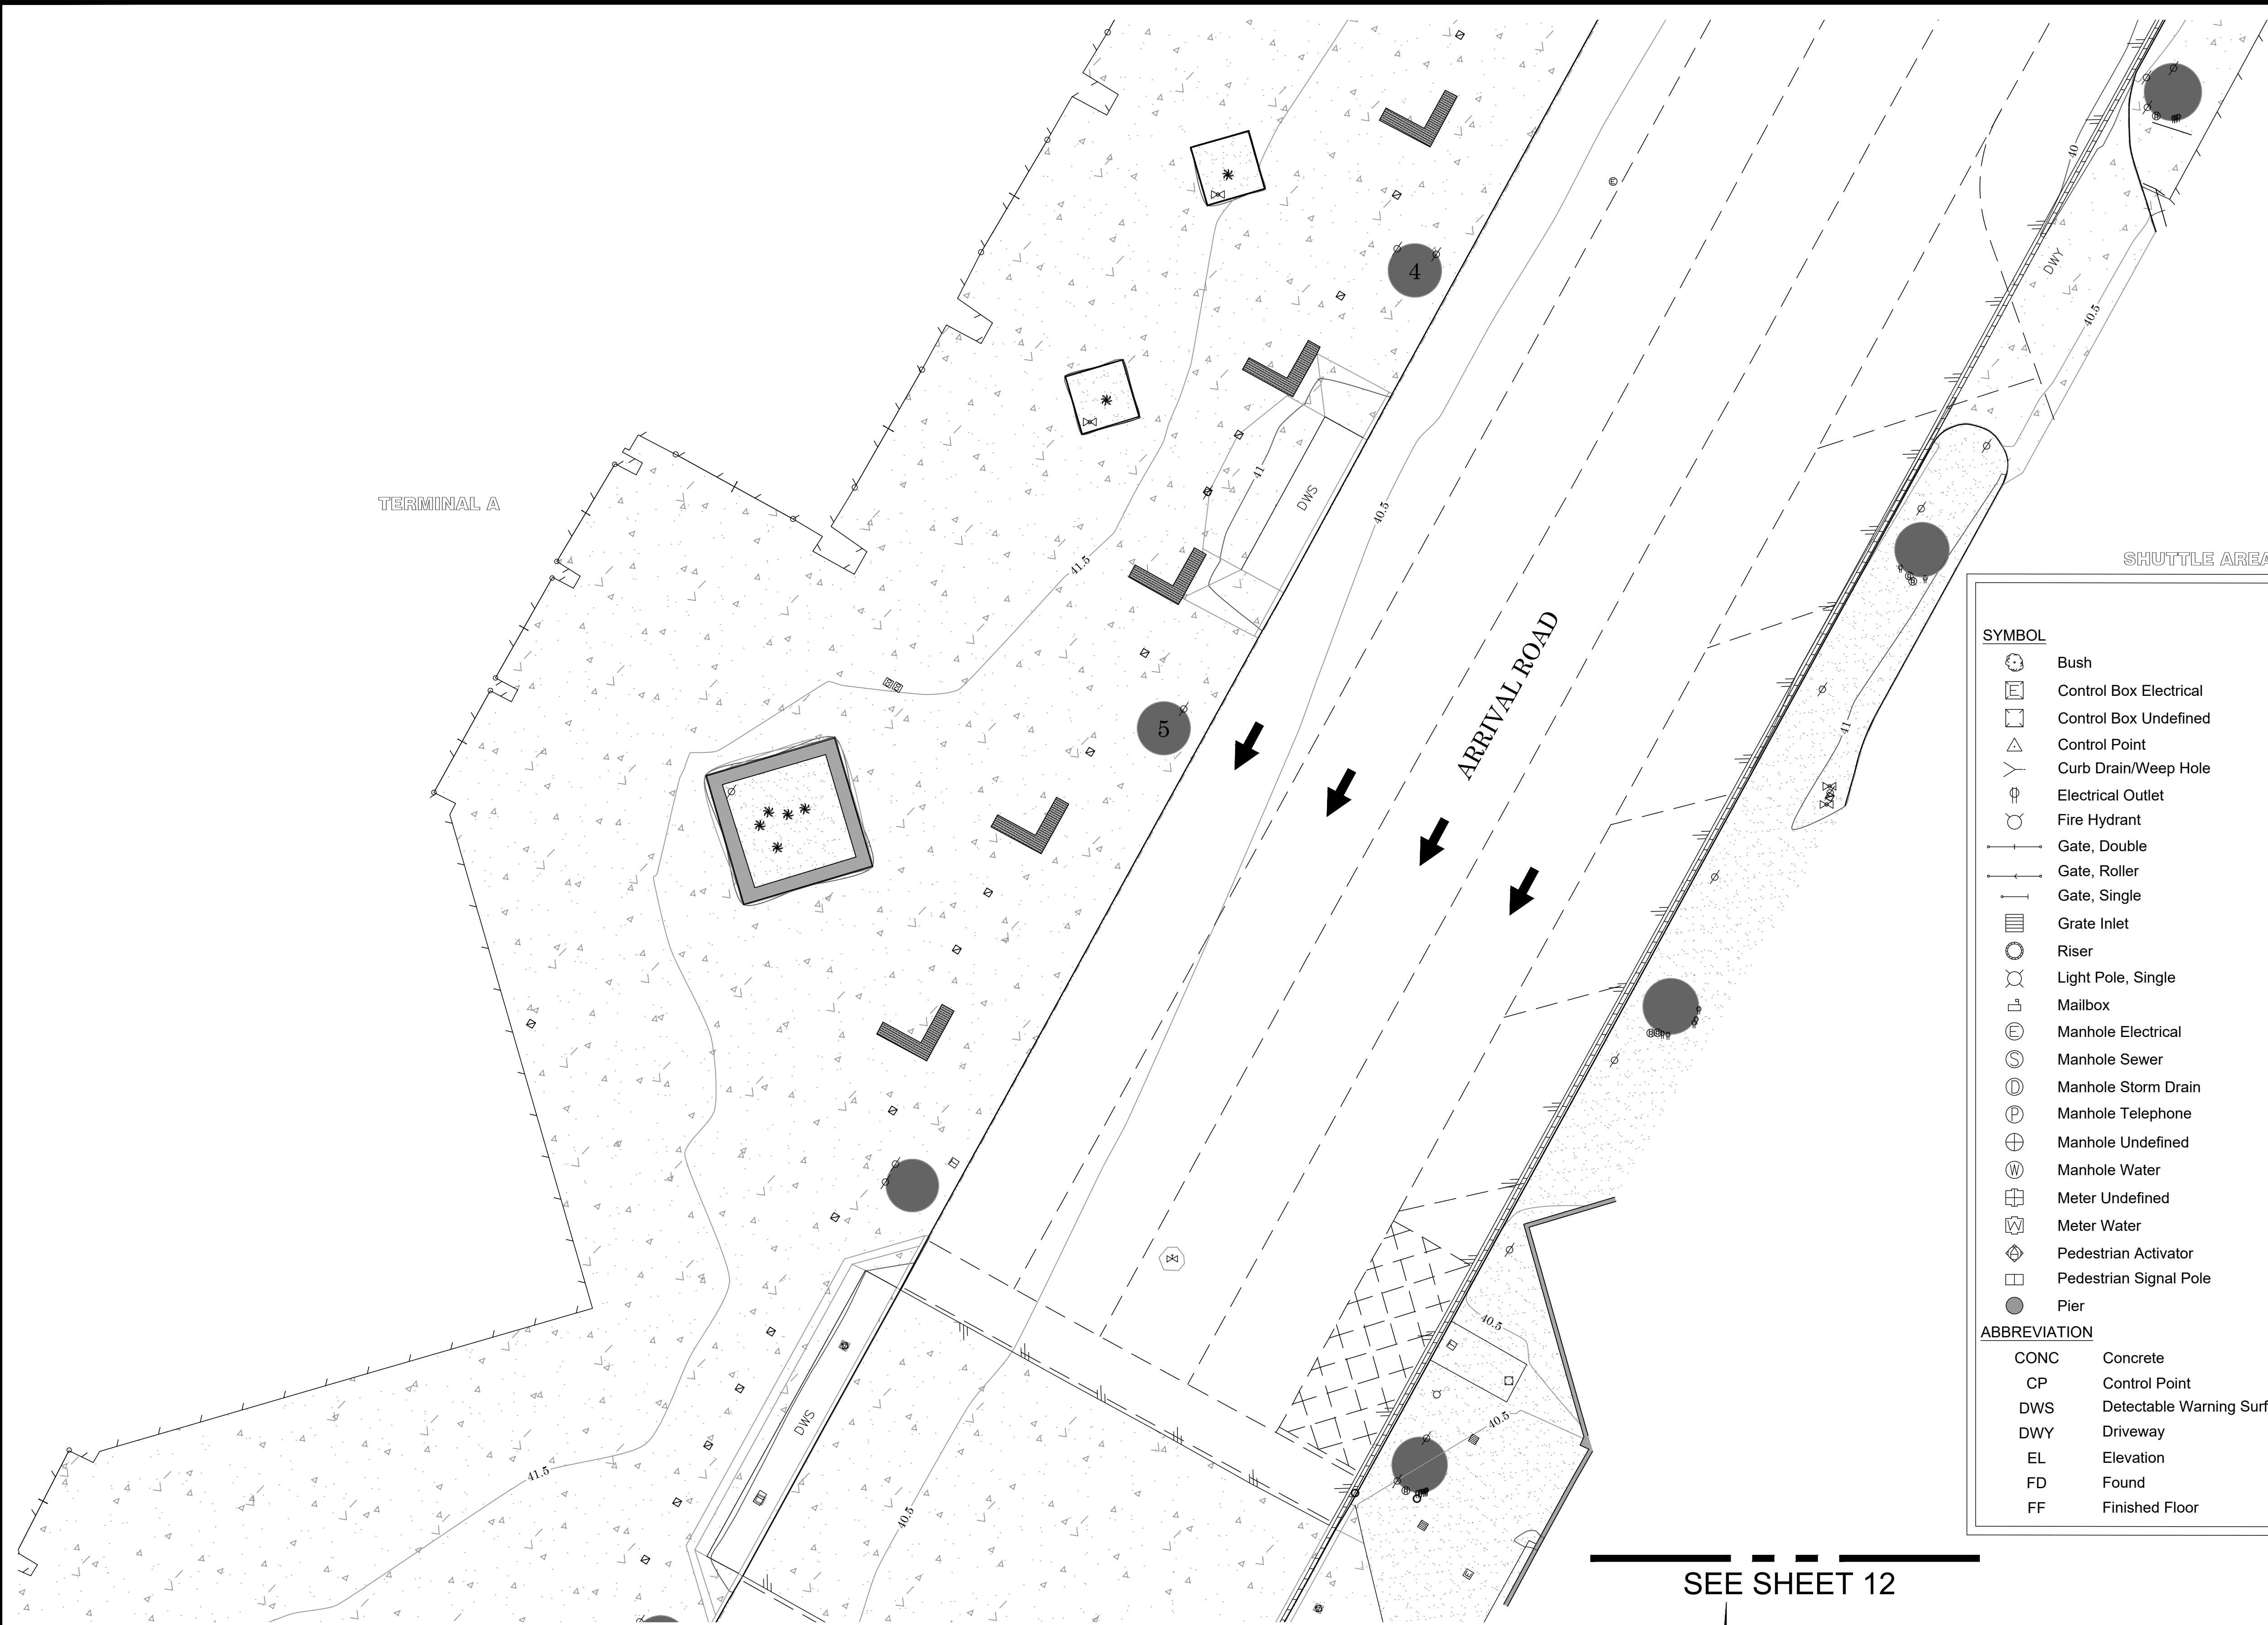 40
DWY
4
40.5
41
DWS
40.5
TERMINAL A
41.5
SHUTTLE AREA
ARRIVAL ROAD
5
41
41.5
DWS
40.5
40.5
40.5
SYMBOL
Bush
E Control Box Electrical
Control Box Undefined
Control Point
Curb Drain/Weep Hole
Electrical Outlet
Fire Hydrant
Gate, Double
Gate, Roller
Gate, Single
Grate Inlet
Riser
Light Pole, Single
Mailbox
E Manhole Electrical
S Manhole Sewer
D Manhole Storm Drain
P Manhole Telephone
Manhole Undefined
W Manhole Water
Meter Undefined
W Meter Water
Pedestrian Activator
Pedestrian Signal Pole
Pier
ABBREVIATION
CONC Concrete
CP Control Point
DWS Detectable Warning Surf
DWY Driveway
EL Elevation
FD Found
FF Finished Floor
SEE SHEET 12